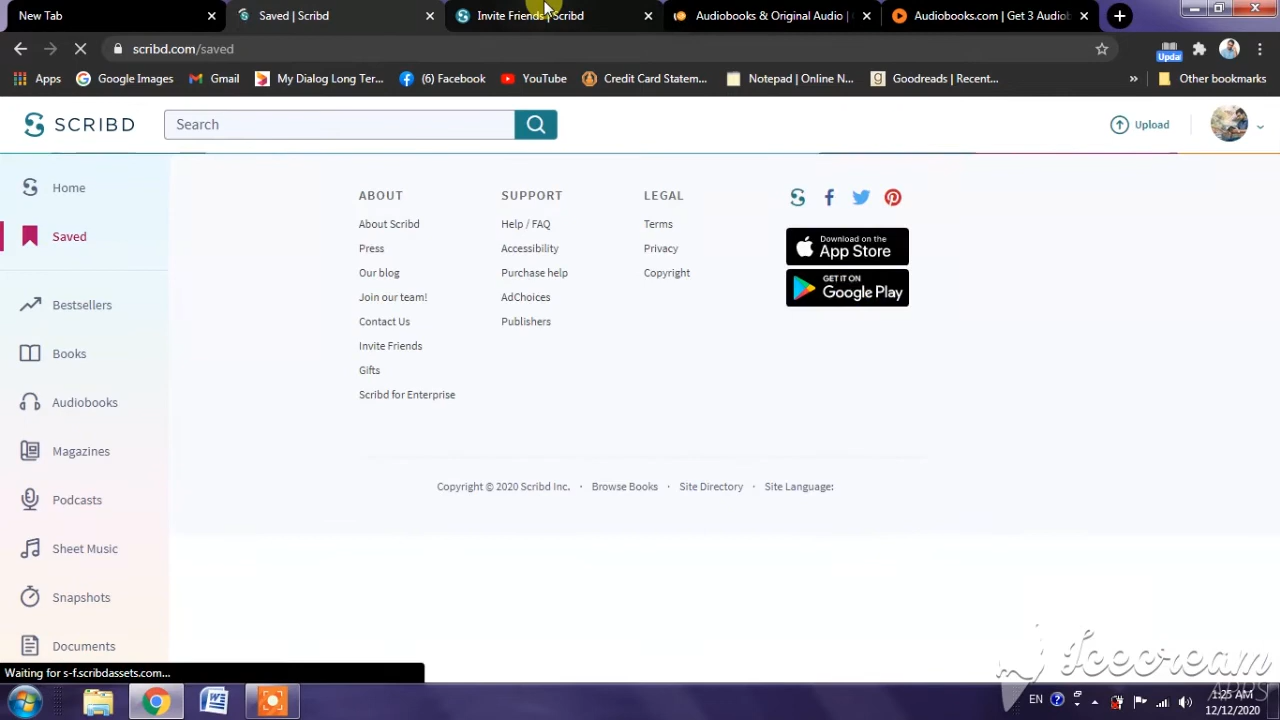 New Tab
Saved | Scribd
Invite Friends | Scribd
Audiobooks & Original Audio |
Audiobooks.com | Get 3 Audiob
scribd.com/saved
Updat
Apps
Google Images
Gmail
My Dialog Long Ter...
(6) Facebook
YouTube
Credit Card Statem...
Notepad | Online N...
Goodreads | Recent...
»
Other bookmarks
SCRIBD
Search
Upload
Home
Saved
Bestsellers
Books
Audiobooks
Magazines
Podcasts
Sheet Music
Snapshots
Documents
ABOUT
About Scribd
Press
Our blog
Join our team!
Contact Us
Invite Friends
Gifts
Scribd for Enterprise
SUPPORT
Help / FAQ
Accessibility
Purchase help
AdChoices
Publishers
LEGAL
Terms
Privacy
Copyright
Download on the
App Store
GET IT ON
Google Play
Copyright © 2020 Scribd Inc. · Browse Books · Site Directory · Site Language:
Waiting for s-f.scribdassets.com...
Icecream
APPS
EN
1:25 AM
12/12/2020